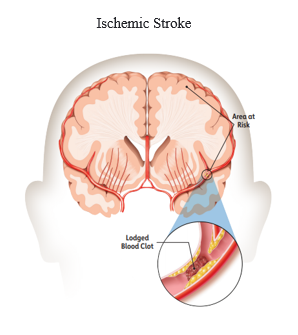 Ischemic Stroke
Area at
Risk
Lodged
Blood Clot